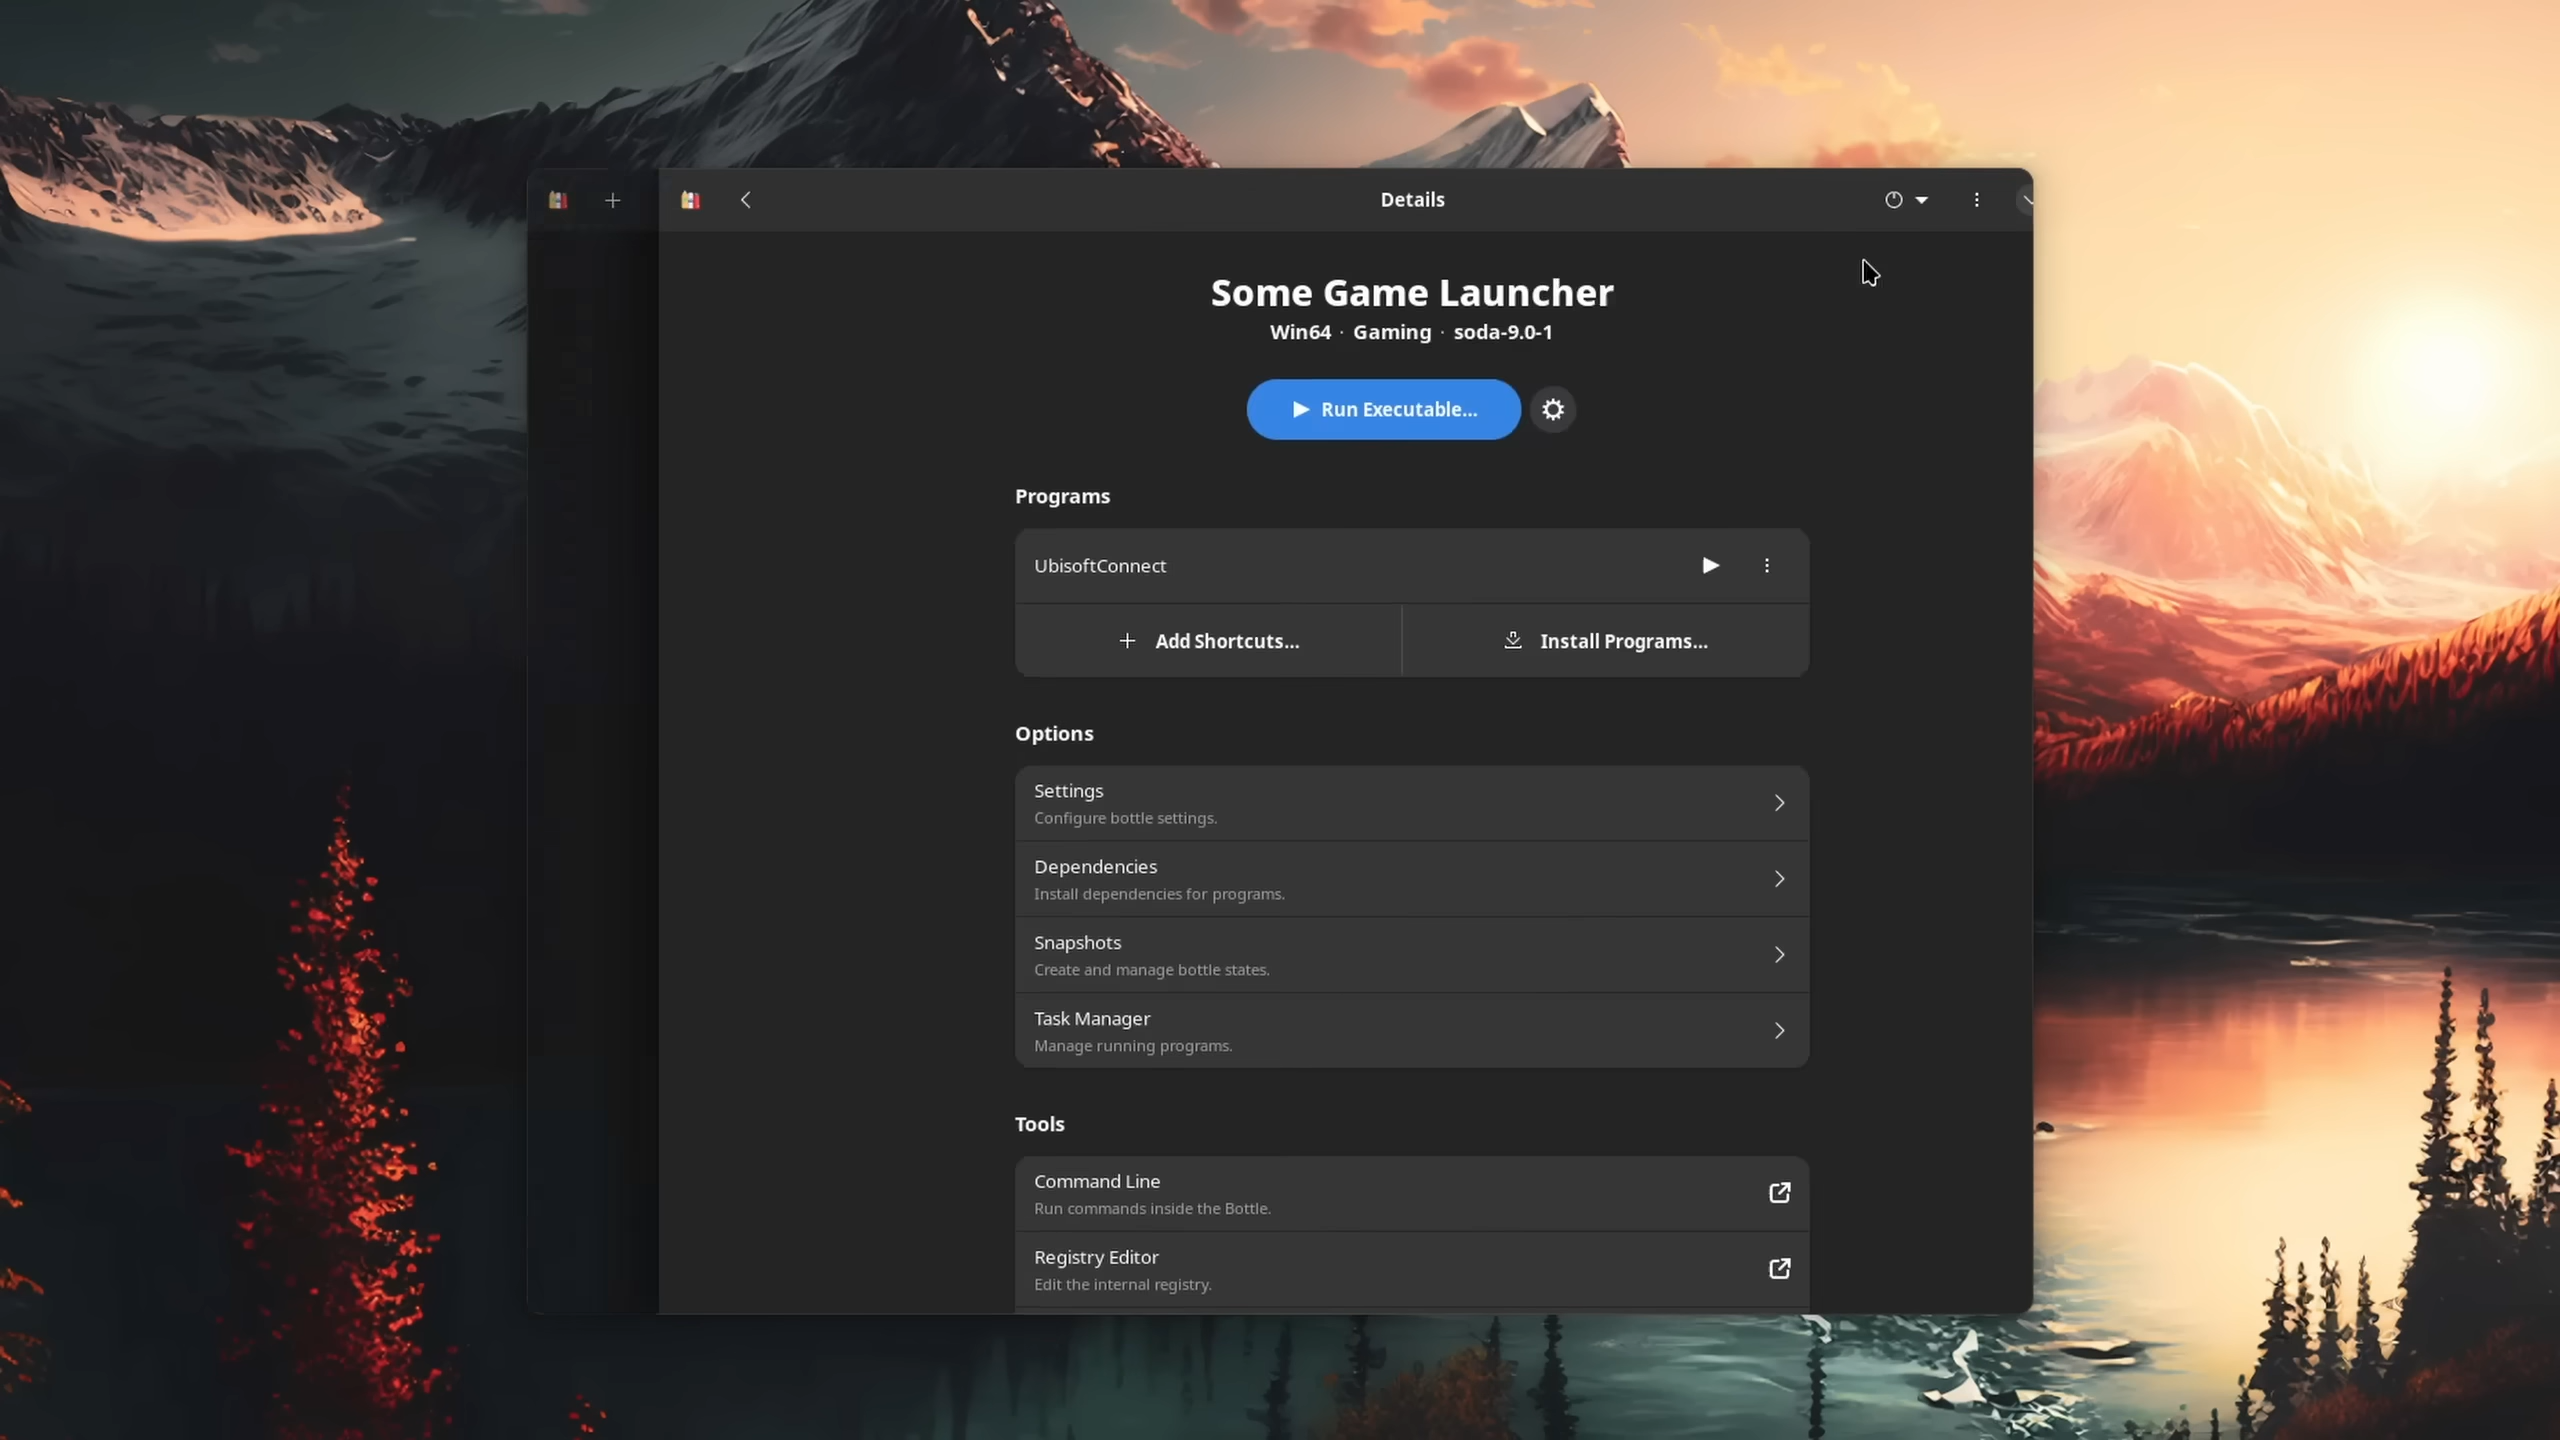 Details
Some Game Launcher
Win64 · Gaming · soda-9.0-1
Run Executable...
Programs
UbisoftConnect
Add Shortcuts...
Install Programs...
Options
Settings
Configure bottle settings.
Dependencies
Install dependencies for programs.
Snapshots
Create and manage bottle states.
Task Manager
Manage running programs.
Tools
Command Line
Run commands inside the Bottle.
Registry Editor
Edit the internal registry.